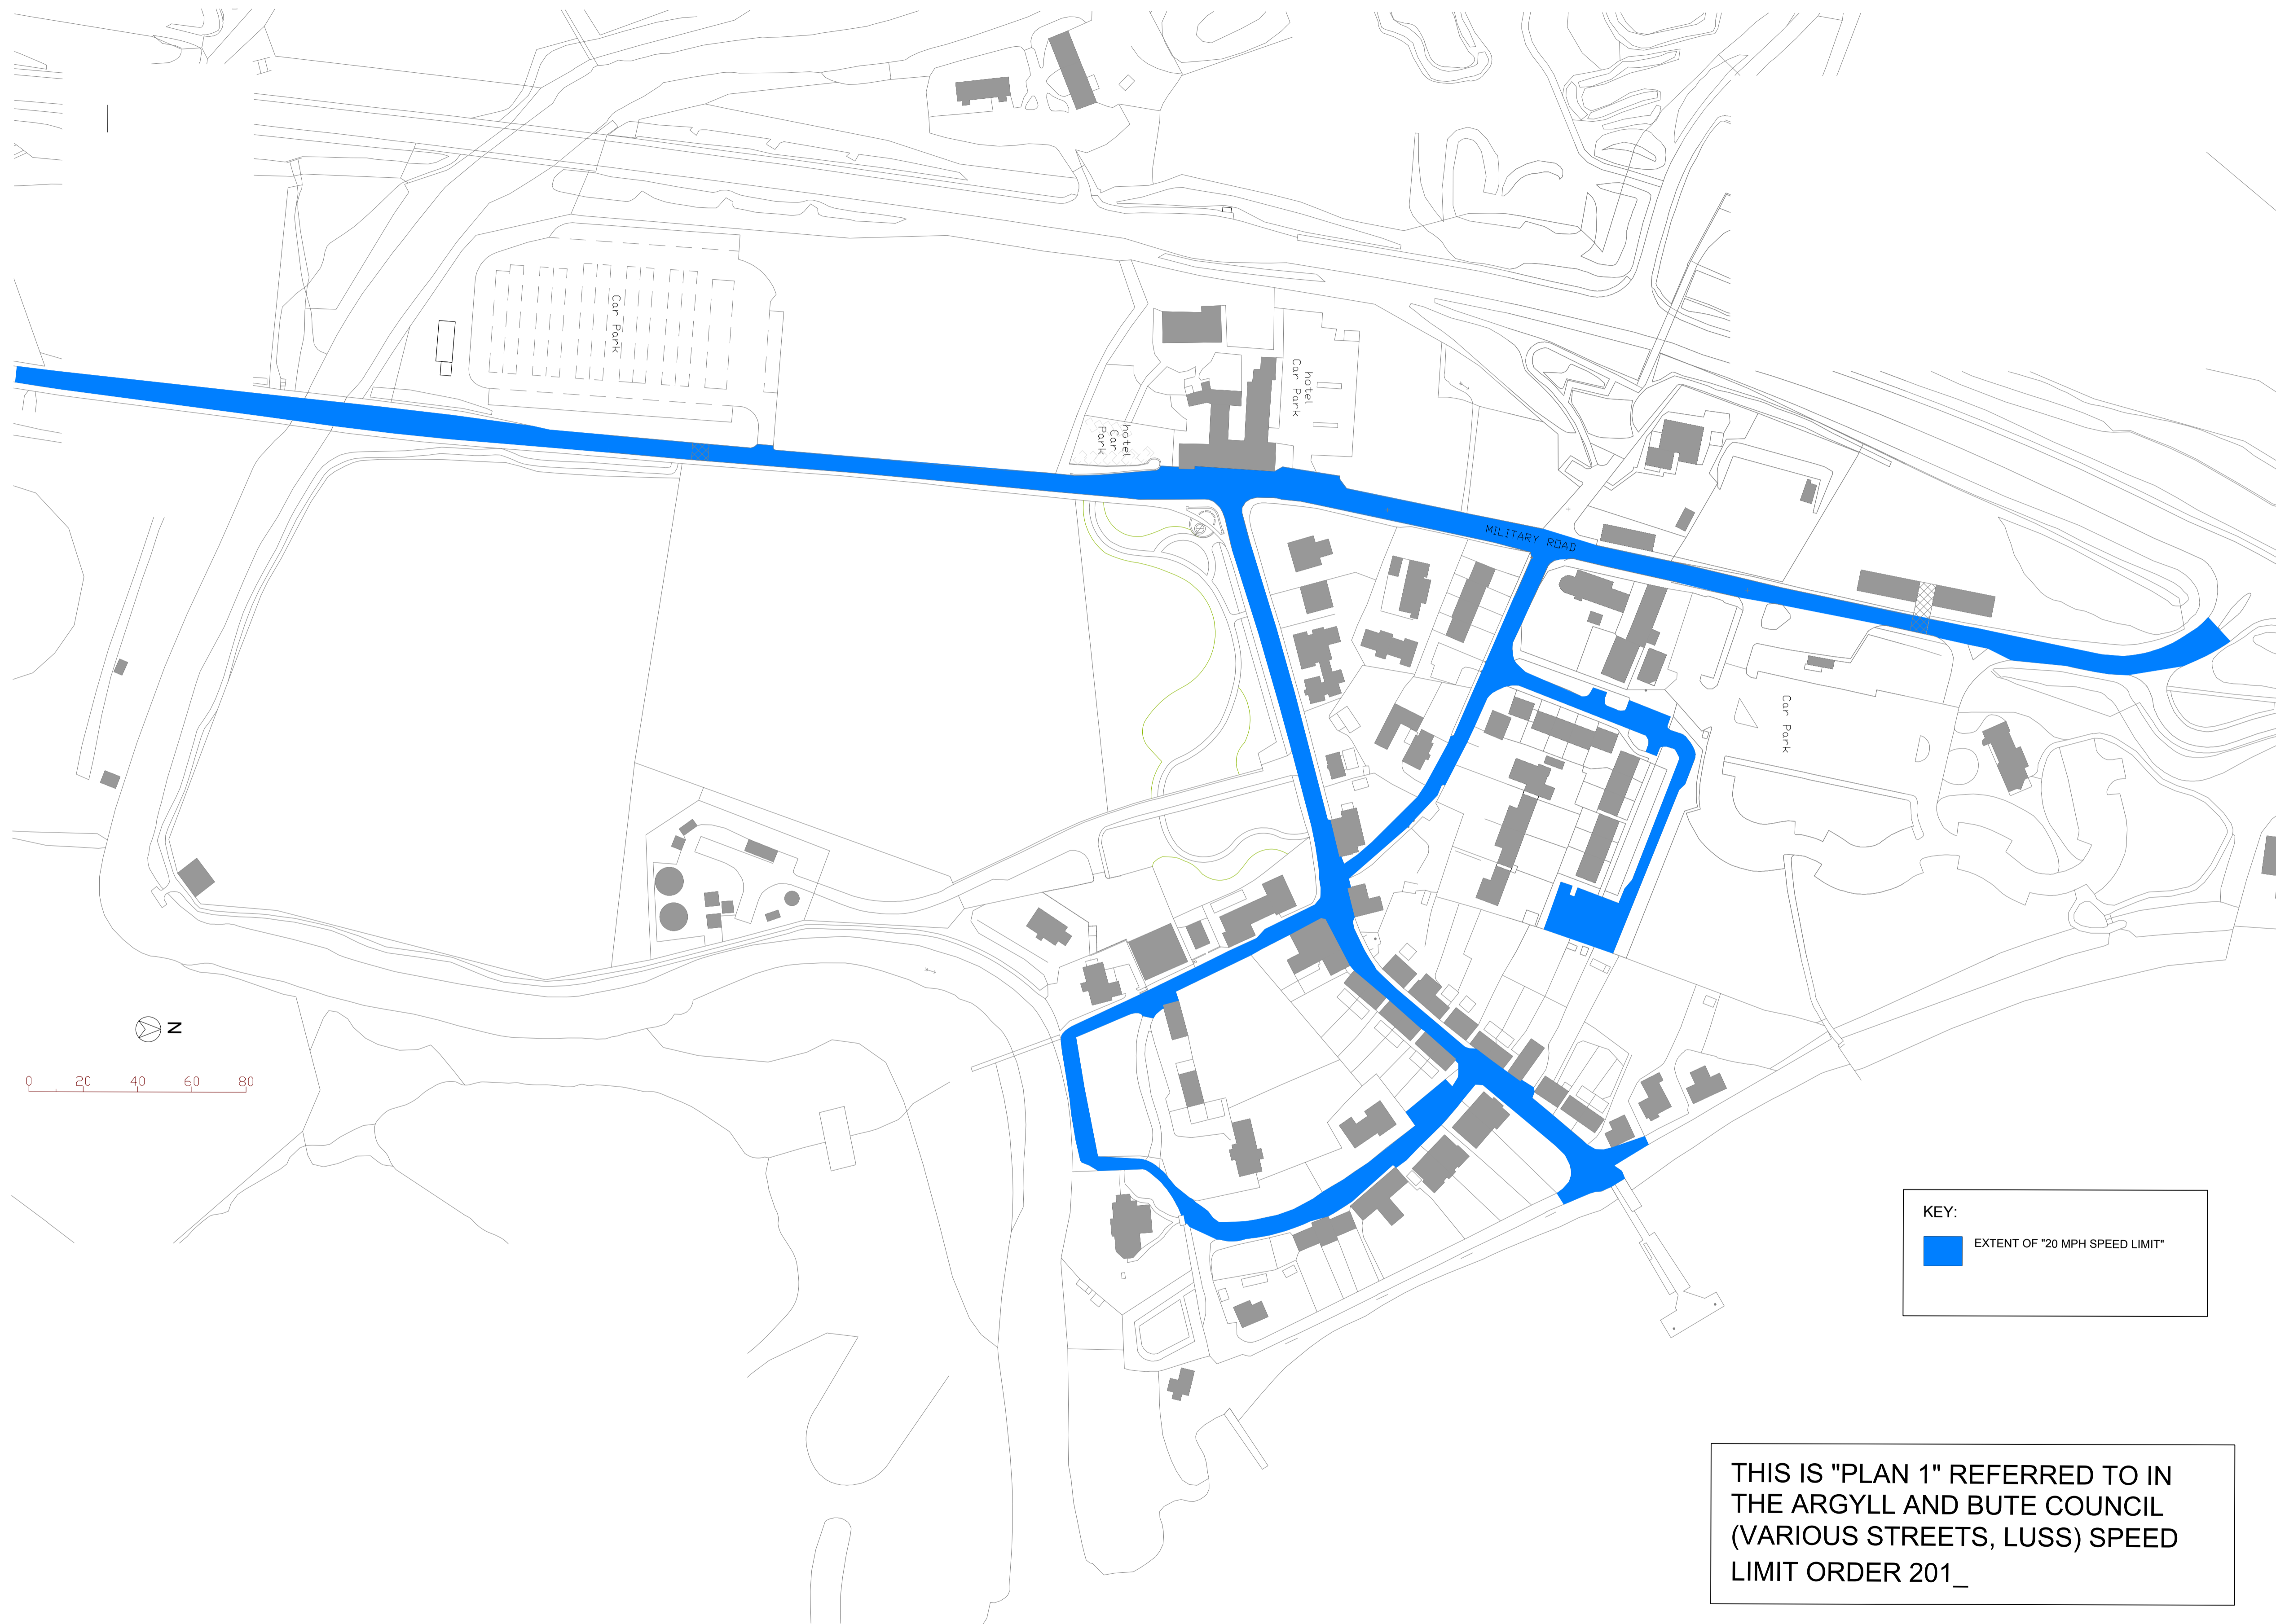 Car Park
hotel
Car Park
hotel
Car
Park
MILITARY ROAD
Car Park
N
0 20 40 60 80
KEY:
EXTENT OF "20 MPH SPEED LIMIT"
THIS IS "PLAN 1" REFERRED TO IN
THE ARGYLL AND BUTE COUNCIL
(VARIOUS STREETS, LUSS) SPEED
LIMIT ORDER 201_